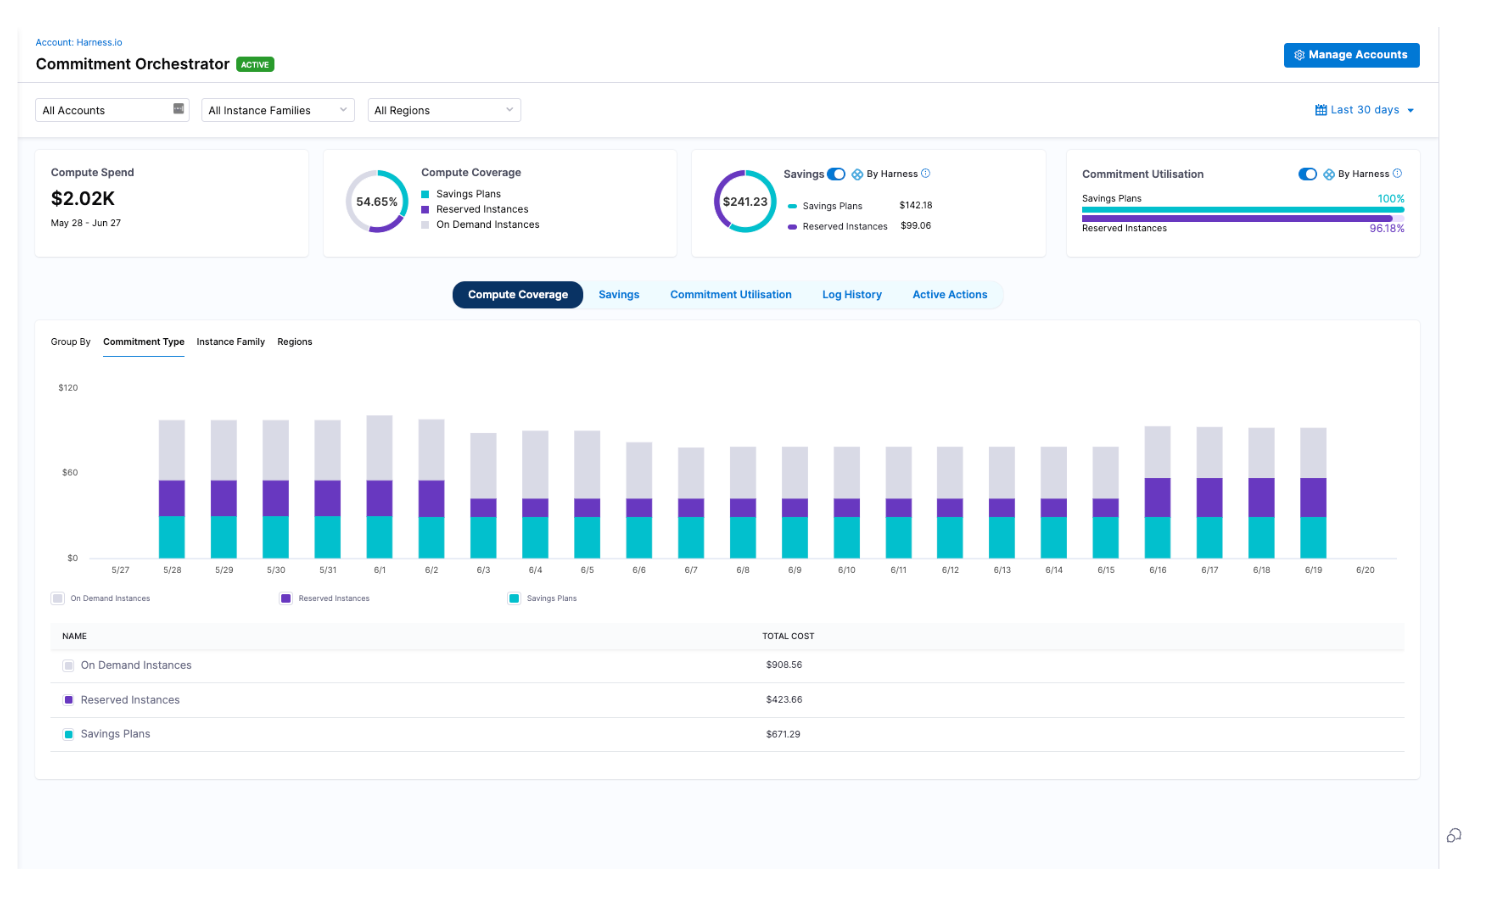 Account: Harness.io
Commitment Orchestrator ACTIVE
Manage Accounts
All Accounts
All Instance Families
All Regions
Last 30 days
Compute Spend
$2.02K
May 28 - Jun 27
54.65%
Compute Coverage
Savings Plans
Reserved Instances
On Demand Instances
$241.23
Savings By Harness
Savings Plans $142.18
Reserved Instances $99.06
Commitment Utilisation By Harness
Savings Plans 100%
Reserved Instances 96.18%
Compute Coverage Savings Commitment Utilisation Log History Active Actions
Group By Commitment Type Instance Family Regions
$120
$60
$0
5/27 5/28 5/29 5/30 5/31 6/1 6/2 6/3 6/4 6/5 6/6 6/7 6/8 6/9 6/10 6/11 6/12 6/13 6/14 6/15 6/16 6/17 6/18 6/19 6/20
On Demand Instances Reserved Instances Savings Plans
NAME TOTAL COST
On Demand Instances $908.56
Reserved Instances $423.66
Savings Plans $671.29